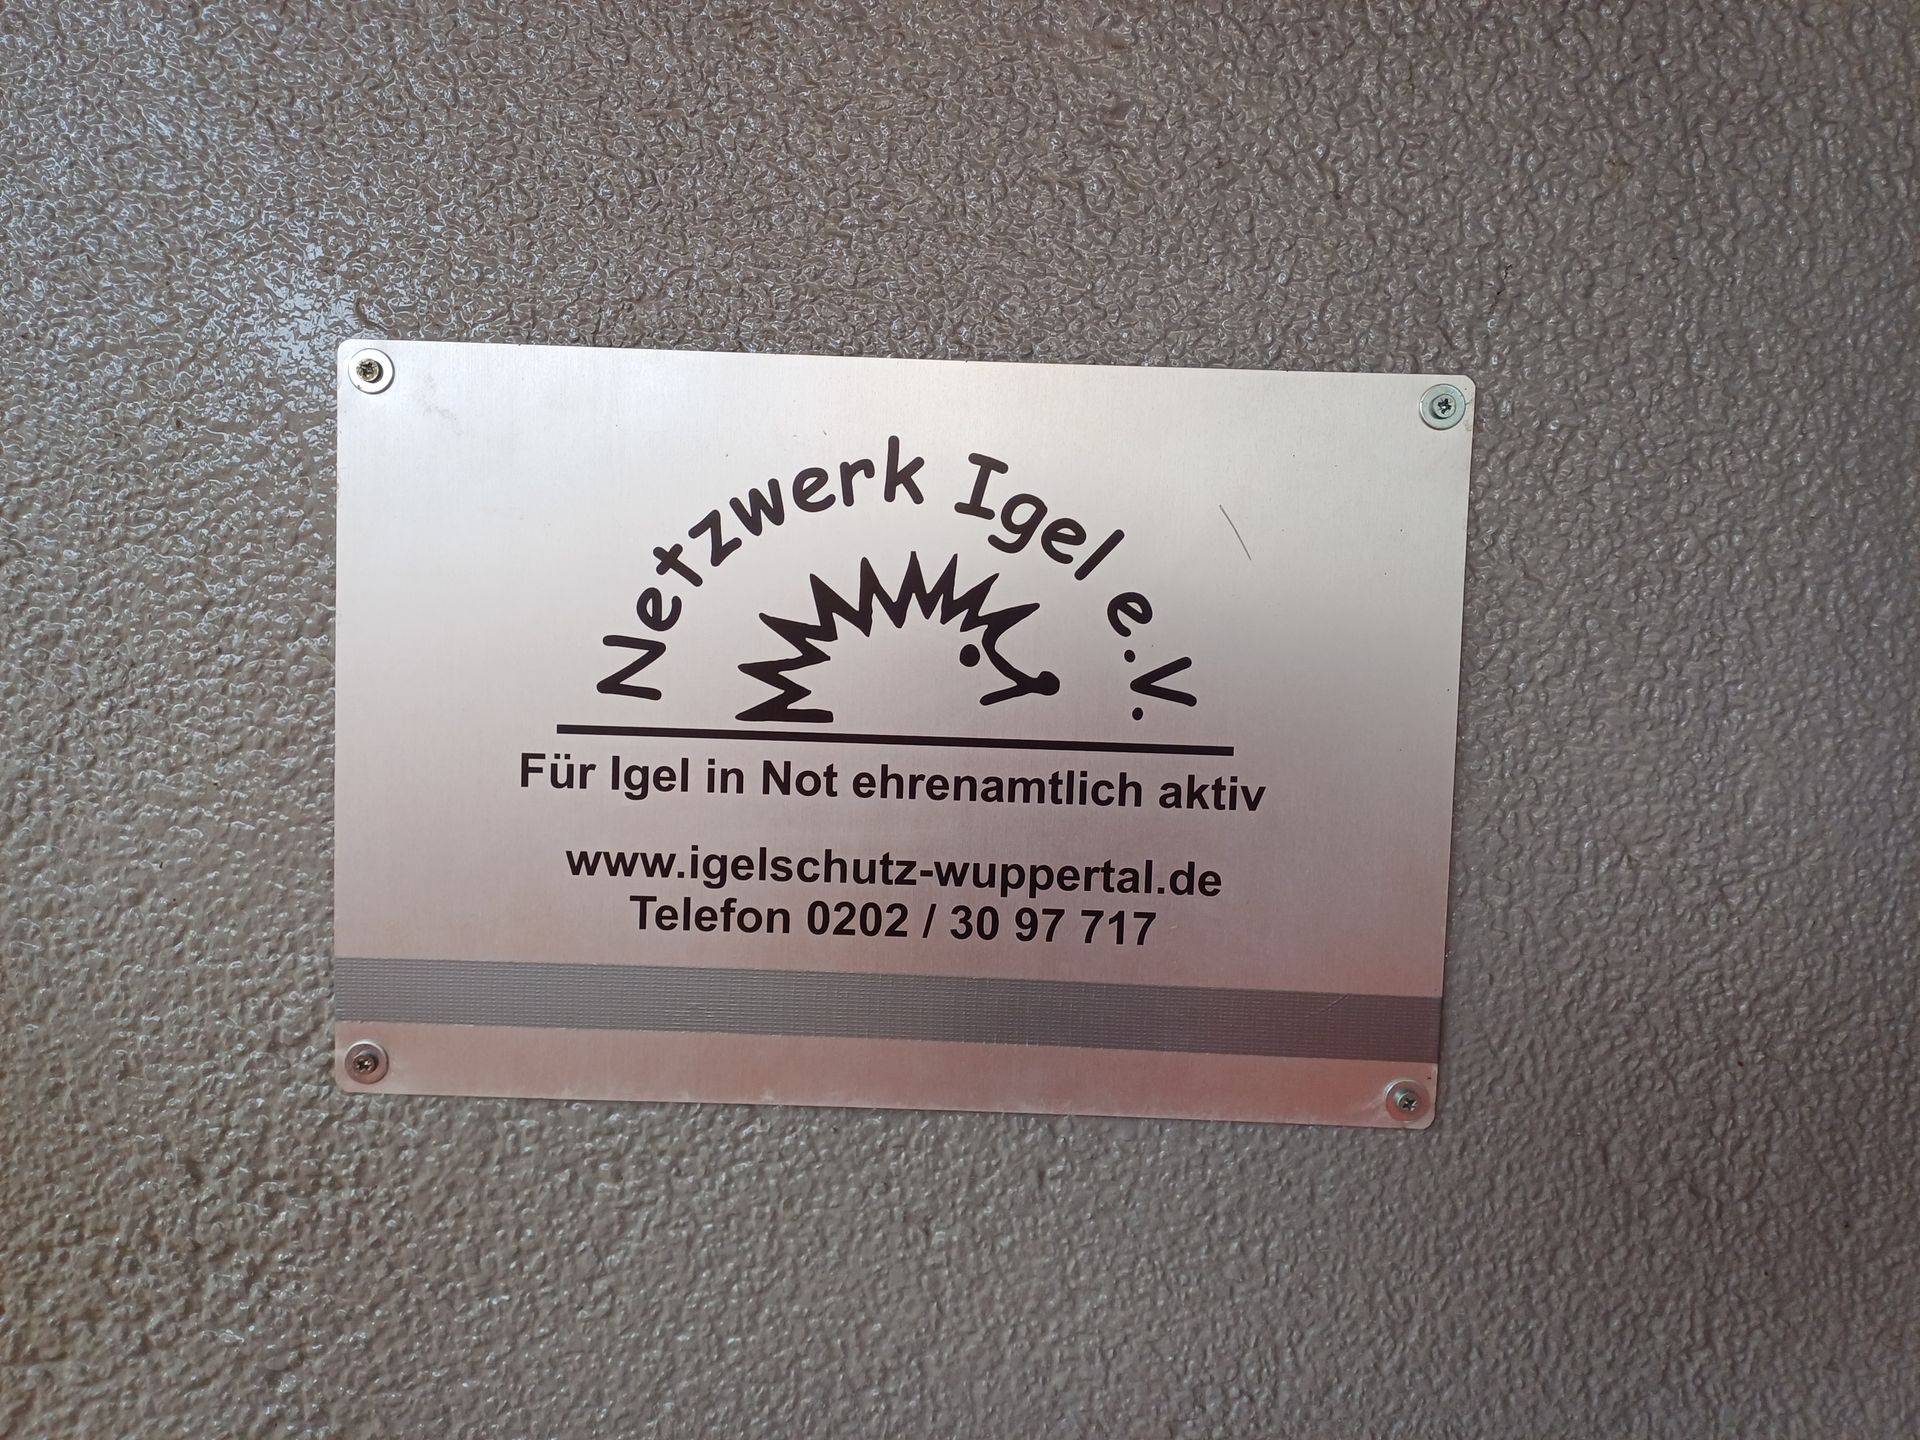 Netzwerk Igel e.V.
Für Igel in Not ehrenamtlich aktiv
www.igelschutz-wuppertal.de
Telefon 0202 / 30 97 717